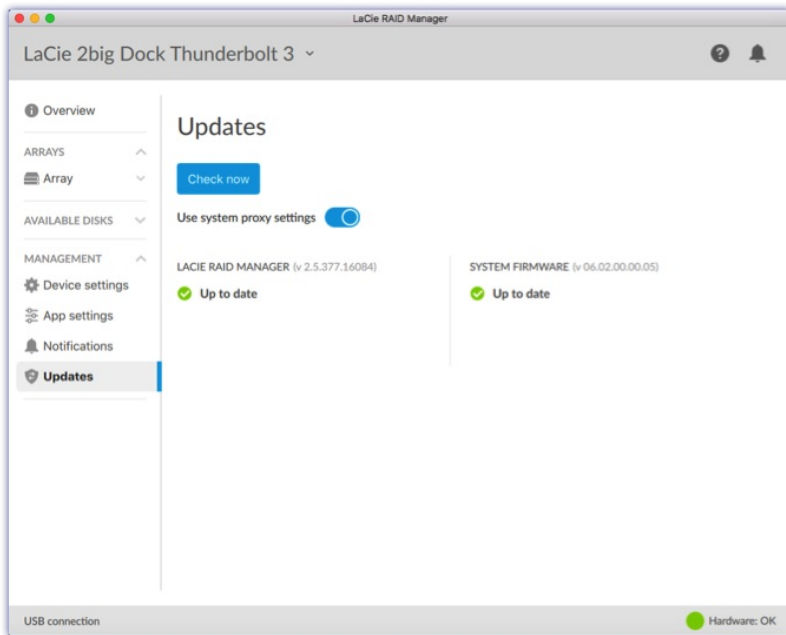 LaCie RAID Manager
LaCie 2big Dock Thunderbolt 3
Overview
ARRAYS
Array
AVAILABLE DISKS
MANAGEMENT
Device settings
App settings
Notifications
Updates
Updates
Check now
Use system proxy settings
LACIE RAID MANAGER (v 2.5.377.16084)
Up to date
SYSTEM FIRMWARE (v 06.02.00.00.05)
Up to date
USB connection
Hardware: OK